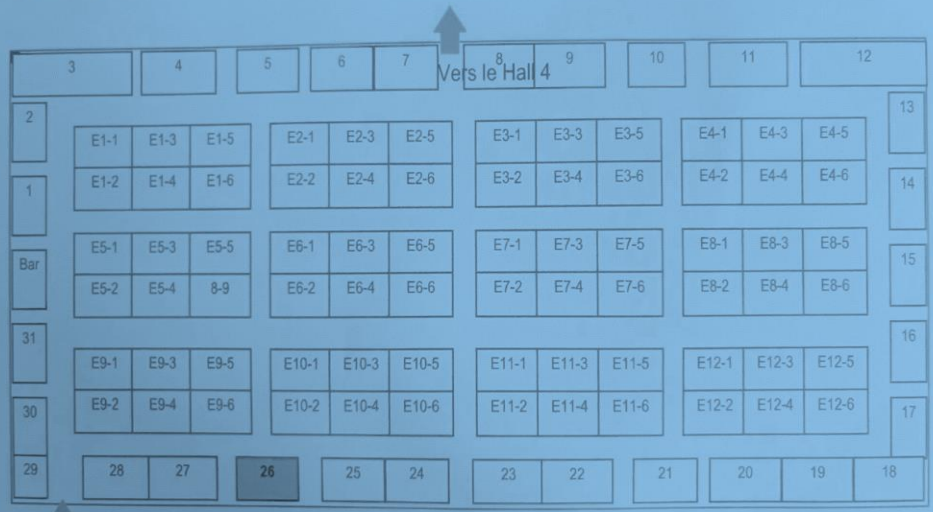 3 4 5 6 7 8 9 10 11 12
Vers le Hall 4
2 13
E1-1 E1-3 E1-5 E2-1 E2-3 E2-5 E3-1 E3-3 E3-5 E4-1 E4-3 E4-5
E1-2 E1-4 E1-6 E2-2 E2-4 E2-6 E3-2 E3-4 E3-6 E4-2 E4-4 E4-6
1 14
E5-1 E5-3 E5-5 E6-1 E6-3 E6-5 E7-1 E7-3 E7-5 E8-1 E8-3 E8-5
Bar 15
E5-2 E5-4 8-9 E6-2 E6-4 E6-6 E7-2 E7-4 E7-6 E8-2 E8-4 E8-6
31 16
E9-1 E9-3 E9-5 E10-1 E10-3 E10-5 E11-1 E11-3 E11-5 E12-1 E12-3 E12-5
E9-2 E9-4 E9-6 E10-2 E10-4 E10-6 E11-2 E11-4 E11-6 E12-2 E12-4 E12-6
30 17
29 28 27 26 25 24 23 22 21 20 19 18